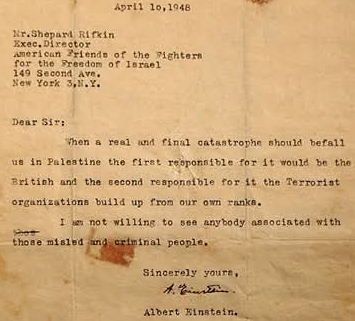 April 10, 1948
Mr.Shepard Rifkin
Exec.Director
American Friends of the Fighters
for the Freedom of Israel
149 Second Ave.
New York 3,N.Y.
Dear Sir:
When a real and final catastrophe should befall
us in Palestine the first responsible for it would be the
British and the second responsible for it the Terrorist
organizations build up from our own ranks.
I am not willing to see anybody associated with
those misled and criminal people.
Sincerely yours,
A. Einstein.
Albert Einstein.